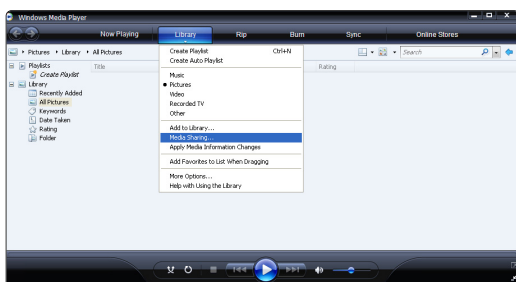 Windows Media Player
Now Playing Library Rip Burn Sync Online Stores
Pictures Library All Pictures
Search
Title
Rating
Playlists
Create Playlist
Library
Recently Added
All Pictures
Keywords
Date Taken
Rating
Folder
Create Playlist Ctrl+N
Create Auto Playlist
Music
Pictures
Video
Recorded TV
Other
Add to Library...
Media Sharing...
Apply Media Information Changes
Add Favorites to List When Dragging
More Options...
Help with Using the Library